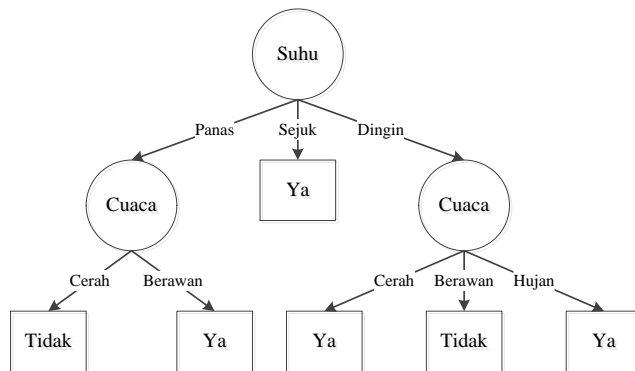 Suhu
Panas Sejuk Dingin
Cuaca Ya Cuaca
Cerah Berawan Cerah Berawan Hujan
Tidak Ya Ya Tidak Ya